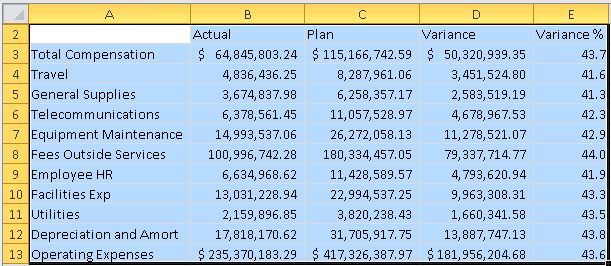 A B C D E
2 Actual Plan Variance Variance %
3 Total Compensation $ 64,845,803.24 $ 115,166,742.59 $ 50,320,939.35 43.7
4 Travel 4,836,436.25 8,287,961.06 3,451,524.80 41.6
5 General Supplies 3,674,837.98 6,258,357.17 2,583,519.19 41.3
6 Telecommunications 6,378,561.45 11,057,528.97 4,678,967.53 42.3
7 Equipment Maintenance 14,993,537.06 26,272,058.13 11,278,521.07 42.9
8 Fees Outside Services 100,996,742.28 180,334,457.05 79,337,714.77 44.0
9 Employee HR 6,634,968.62 11,428,589.57 4,793,620.94 41.9
10 Facilities Exp 13,031,228.94 22,994,537.25 9,963,308.31 43.3
11 Utilities 2,159,896.85 3,820,238.43 1,660,341.58 43.5
12 Depreciation and Amort 17,818,170.62 31,705,917.75 13,887,747.13 43.8
13 Operating Expenses $ 235,370,183.29 $ 417,326,387.97 $ 181,956,204.68 43.6